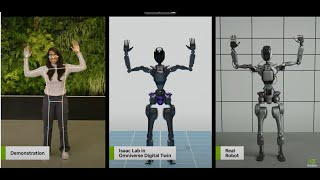 Demonstration
Isaac Lab in
Omniverse Digital Twin
Real
Robot